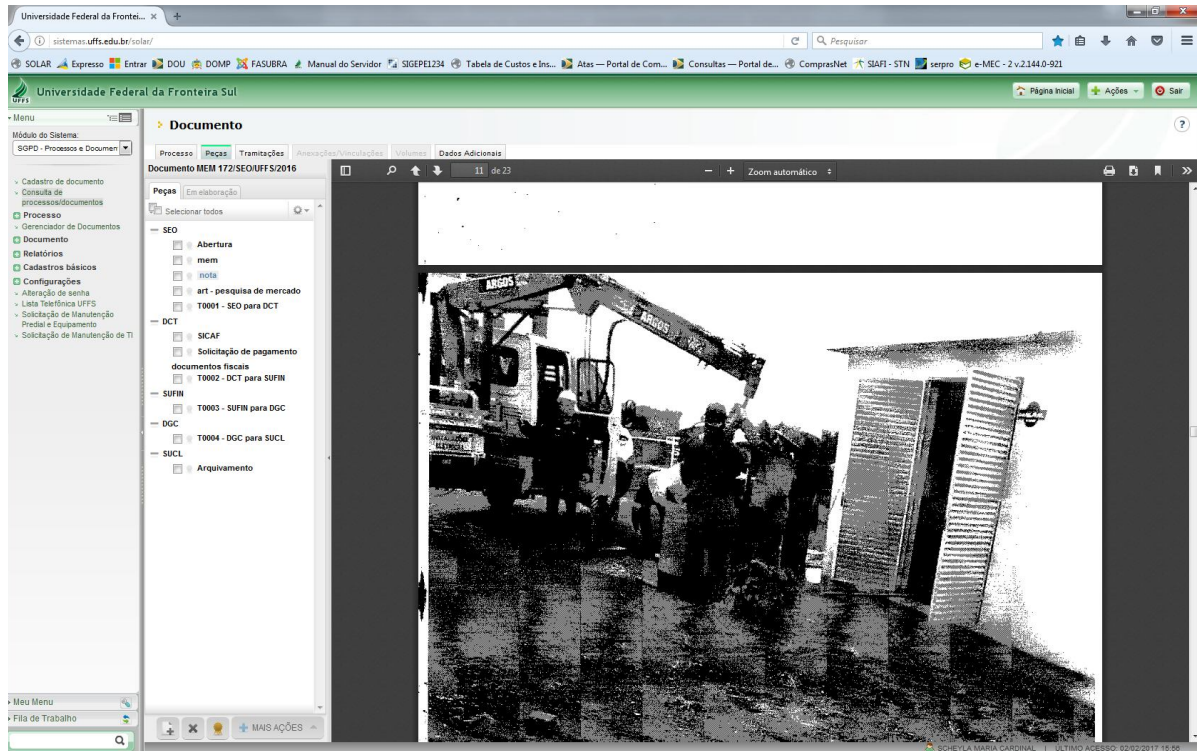 Universidade Federal da Frontei...
sistemas.uffs.edu.br/solar/
Pesquisar
SOLAR Expresso Entrar DOU DOMP FASUBRA Manual do Servidor SIGEPE1234 Tabela de Custos e Ins... Atas — Portal de Com... Consultas — Portal de... ComprasNet SIAFI - STN serpro e-MEC - 2 v.2.144.0-921
UFFS
Universidade Federal da Fronteira Sul
Página Inicial
Ações
Sair
Menu
Módulo do Sistema:
SGPD - Processos e Documen
Cadastro de documento
Consulta de
processos/documentos
Processo
Gerenciador de Documentos
Documento
Relatórios
Cadastros básicos
Configurações
Alteração de senha
Lista Telefônica UFFS
Solicitação de Manutenção
Predial e Equipamento
Solicitação de Manutenção de TI
Meu Menu
Fila de Trabalho
Documento
?
Processo Peças Tramitações Anexações/Vinculações Volumes Dados Adicionais
Documento MEM 172/SEO/UFFS/2016
Peças Em elaboração
Selecionar todos
SEO
Abertura
mem
nota
art - pesquisa de mercado
T0001 - SEO para DCT
DCT
SICAF
Solicitação de pagamento
documentos fiscais
T0002 - DCT para SUFIN
SUFIN
T0003 - SUFIN para DGC
DGC
T0004 - DGC para SUCL
SUCL
Arquivamento
MAIS AÇÕES
11 de 23
Zoom automático
ARGOS
ARGOS
SCHEYLA MARIA CARDINAL | ULTIMO ACESSO: 02/02/2017 15:56